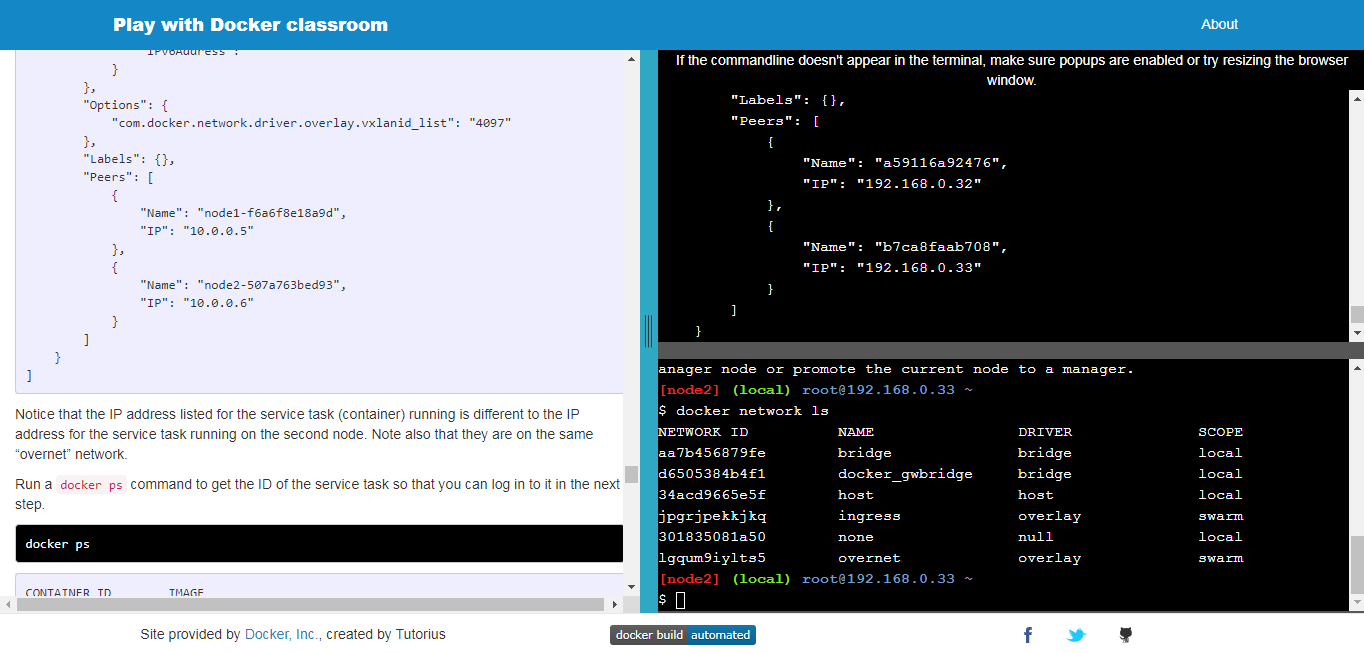 Play with Docker classroom
About
"IPv6Address":
}
},
"Options": {
"com.docker.network.driver.overlay.vxlanid_list": "4097"
},
"Labels": {},
"Peers": [
{
"Name": "node1-f6a6f8e18a9d",
"IP": "10.0.0.5"
},
{
"Name": "node2-507a763bed93",
"IP": "10.0.0.6"
}
]
}
]
Notice that the IP address listed for the service task (container) running is different to the IP
address for the service task running on the second node. Note also that they are on the same
“overnet” network.
Run a docker ps command to get the ID of the service task so that you can log in to it in the next
step.
docker ps
CONTAINER ID IMAGE
If the commandline doesn't appear in the terminal, make sure popups are enabled or try resizing the browser
window.
"Labels": {},
"Peers": [
{
"Name": "a59116a92476",
"IP": "192.168.0.32"
},
{
"Name": "b7ca8faab708",
"IP": "192.168.0.33"
}
]
}
anager node or promote the current node to a manager.
[node2] (local) root@192.168.0.33 ~
$ docker network ls
NETWORK ID NAME DRIVER SCOPE
aa7b456879fe bridge bridge local
d6505384b4f1 docker_gwbridge bridge local
34acd9665e5f host host local
jpgrjpekkjkq ingress overlay swarm
301835081a50 none null local
lgqum9iylts5 overnet overlay swarm
[node2] (local) root@192.168.0.33 ~
$
Site provided by Docker, Inc., created by Tutorius
docker build automated